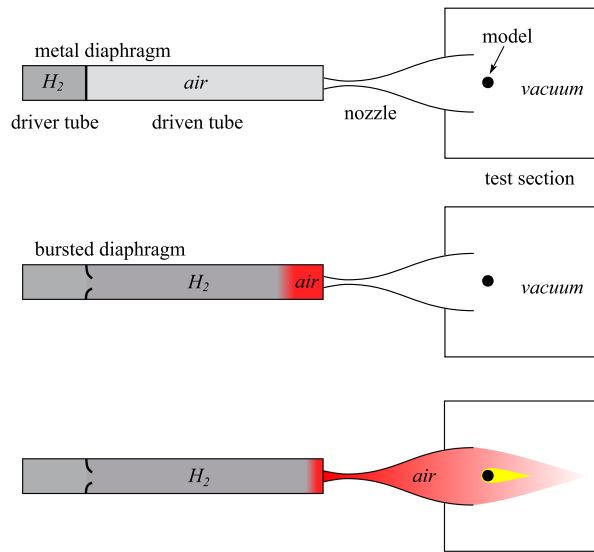 metal diaphragm
model
H2
air
vacuum
driver tube
driven tube
nozzle
test section
bursted diaphragm
H2
air
vacuum
H2
air